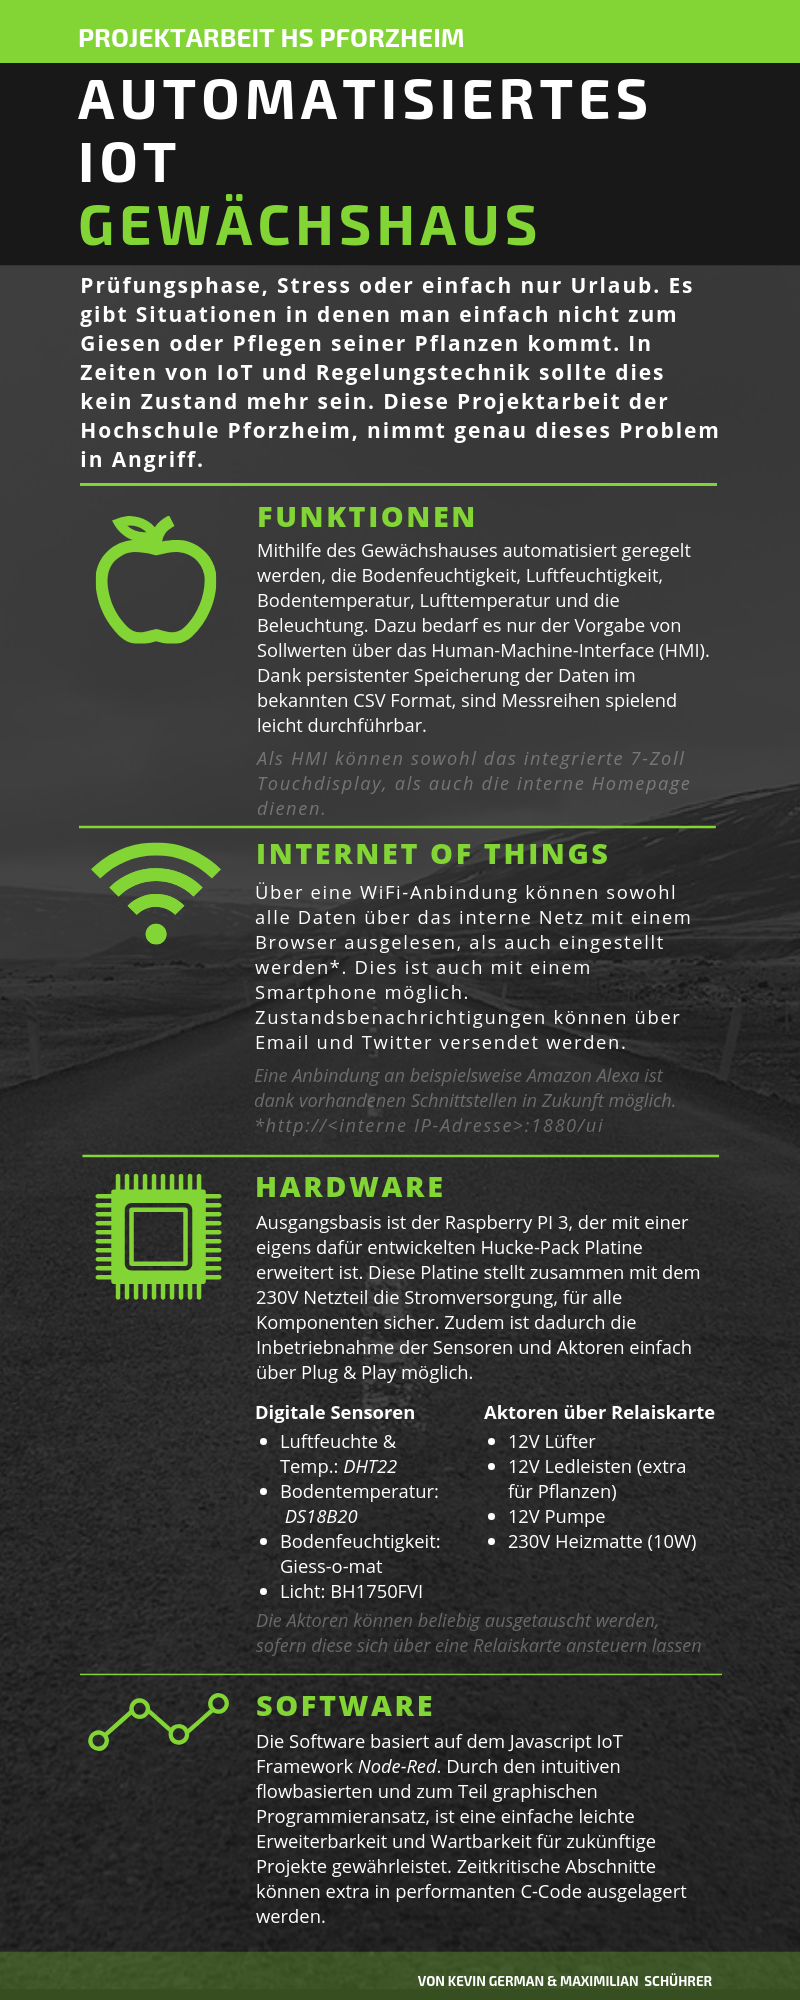 PROJEKTARBEIT HS PFORZHEIM
AUTOMATISIERTES
IOT
GEWÄCHSHAUS
Prüfungsphase, Stress oder einfach nur Urlaub. Es
gibt Situationen in denen man einfach nicht zum
Giesen oder Pflegen seiner Pflanzen kommt. In
Zeiten von IoT und Regelungstechnik sollte dies
kein Zustand mehr sein. Diese Projektarbeit der
Hochschule Pforzheim, nimmt genau dieses Problem
in Angriff.
FUNKTIONEN
Mithilfe des Gewächshauses automatisiert geregelt
werden, die Bodenfeuchtigkeit, Luftfeuchtigkeit,
Bodentemperatur, Lufttemperatur und die
Beleuchtung. Dazu bedarf es nur der Vorgabe von
Sollwerten über das Human-Machine-Interface (HMI).
Dank persistenter Speicherung der Daten im
bekannten CSV Format, sind Messreihen spielend
leicht durchführbar.
Als HMI können sowohl das integrierte 7-Zoll
Touchdisplay, als auch die interne Homepage
dienen.
INTERNET OF THINGS
Über eine WiFi-Anbindung können sowohl
alle Daten über das interne Netz mit einem
Browser ausgelesen, als auch eingestellt
werden*. Dies ist auch mit einem
Smartphone möglich.
Zustandsbenachrichtigungen können über
Email und Twitter versendet werden.
Eine Anbindung an beispielsweise Amazon Alexa ist
dank vorhandenen Schnittstellen in Zukunft möglich.
*http://<interne IP-Adresse>:1880/ui
HARDWARE
Ausgangsbasis ist der Raspberry PI 3, der mit einer
eigens dafür entwickelten Hucke-Pack Platine
erweitert ist. Diese Platine stellt zusammen mit dem
230V Netzteil die Stromversorgung, für alle
Komponenten sicher. Zudem ist dadurch die
Inbetriebnahme der Sensoren und Aktoren einfach
über Plug & Play möglich.
Digitale Sensoren
• Luftfeuchte &
Temp.: DHT22
• Bodentemperatur:
DS18B20
• Bodenfeuchtigkeit:
Giess-o-mat
• Licht: BH1750FVI
Aktoren über Relaiskarte
• 12V Lüfter
• 12V Ledleisten (extra
für Pflanzen)
• 12V Pumpe
• 230V Heizmatte (10W)
Die Aktoren können beliebig ausgetauscht werden,
sofern diese sich über eine Relaiskarte ansteuern lassen
SOFTWARE
Die Software basiert auf dem Javascript IoT
Framework Node-Red. Durch den intuitiven
flowbasierten und zum Teil graphischen
Programmieransatz, ist eine einfache leichte
Erweiterbarkeit und Wartbarkeit für zukünftige
Projekte gewährleistet. Zeitkritische Abschnitte
können extra in performanten C-Code ausgelagert
werden.
VON KEVIN GERMAN & MAXIMILIAN SCHÜHRER